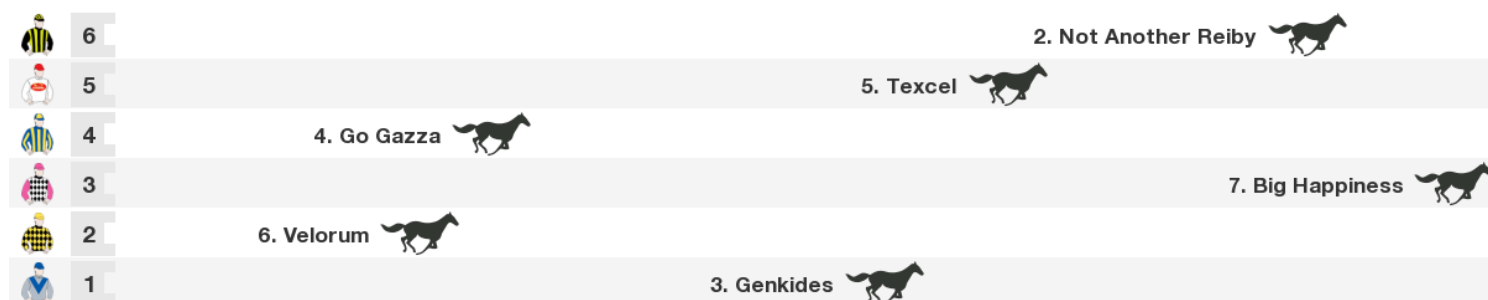 6 2. Not Another Reiby
5 5. Texcel
4 4. Go Gazza
3 7. Big Happiness
2 6. Velorum
1 3. Genkides